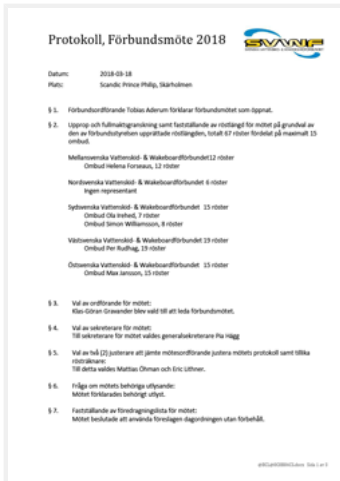 Protokoll, Förbundsmöte 2018
SVANF
Datum: 2018-03-18
Plats: Scandic Prince Philip, Skärholmen
§ 1. Förbundsordförande Tobias Aderum förklarar förbundsmötet som öppnat.
§ 2. Upprop och fullmaktsgranskning samt fastställande av röstlängd för mötet på grundval av
den av förbundsstyrelsen upprättade röstlängden, totalt 67 röster fördelat på maximalt 15
ombud.
Mellansvenska Vattenskid- & Wakeboardförbundet12 röster
Ombud Helena Forseaus, 12 röster
Nordsvenska Vattenskid- & Wakeboardförbundet 6 röster
Ingen representant
Sydsvenska Vattenskid- & Wakeboardförbundet 15 röster
Ombud Ola Irehed, 7 röster
Ombud Simon Williamsson, 8 röster
Västsvenska Vattenskid- & Wakeboardförbundet 19 röster
Ombud Per Rudhag, 19 röster
Östsvenska Vattenskid- & Wakeboardförbundet 15 röster
Ombud Max Jansson, 15 röster
§ 3. Val av ordförande för mötet:
Klas-Göran Gravander blev vald till att leda förbundsmötet.
§ 4. Val av sekreterare för mötet:
Till sekreterare för mötet valdes generalsekreterare Pia Hägg
§ 5. Val av två (2) justerare att jämte mötesordförande justera mötets protokoll samt tillika
rösträknare:
Till detta valdes Mattias Öhman och Eric Lithner.
§ 6. Fråga om mötets behöriga utlysande:
Mötet förklarades behörigt utlyst.
§ 7. Fastställande av föredragningslista för mötet:
Mötet beslutade att använda föreslagen dagordningen utan förbehåll.
Sida 1 av 5